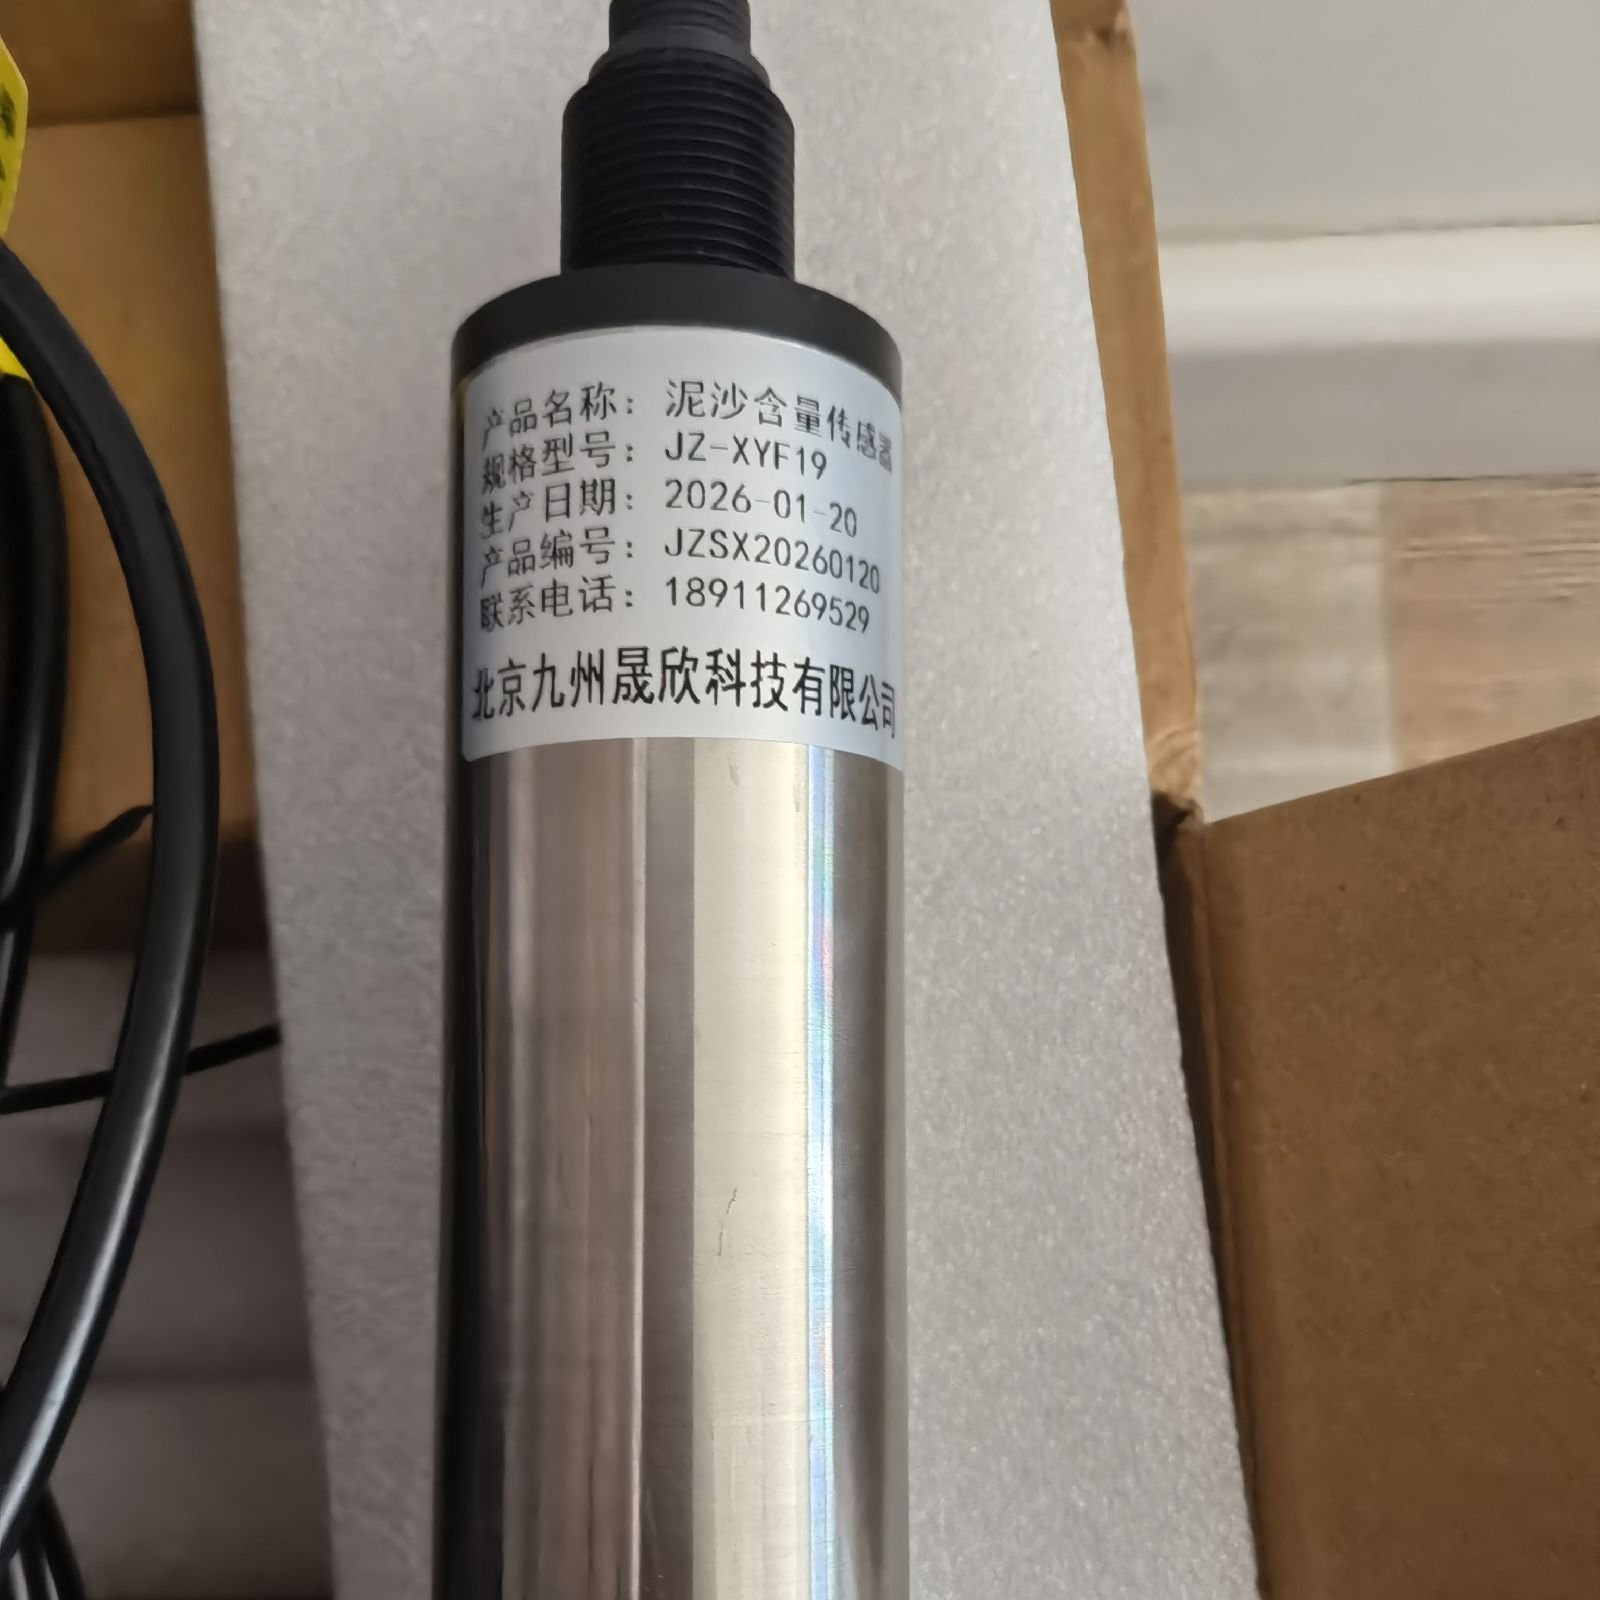 产品名称：泥沙含量传感器
规格型号：JZ-XYF19
生产日期：2026-01-20
产品编号：JZSX20260120
联系电话：18911269529
北京九州晟欣科技有限公司